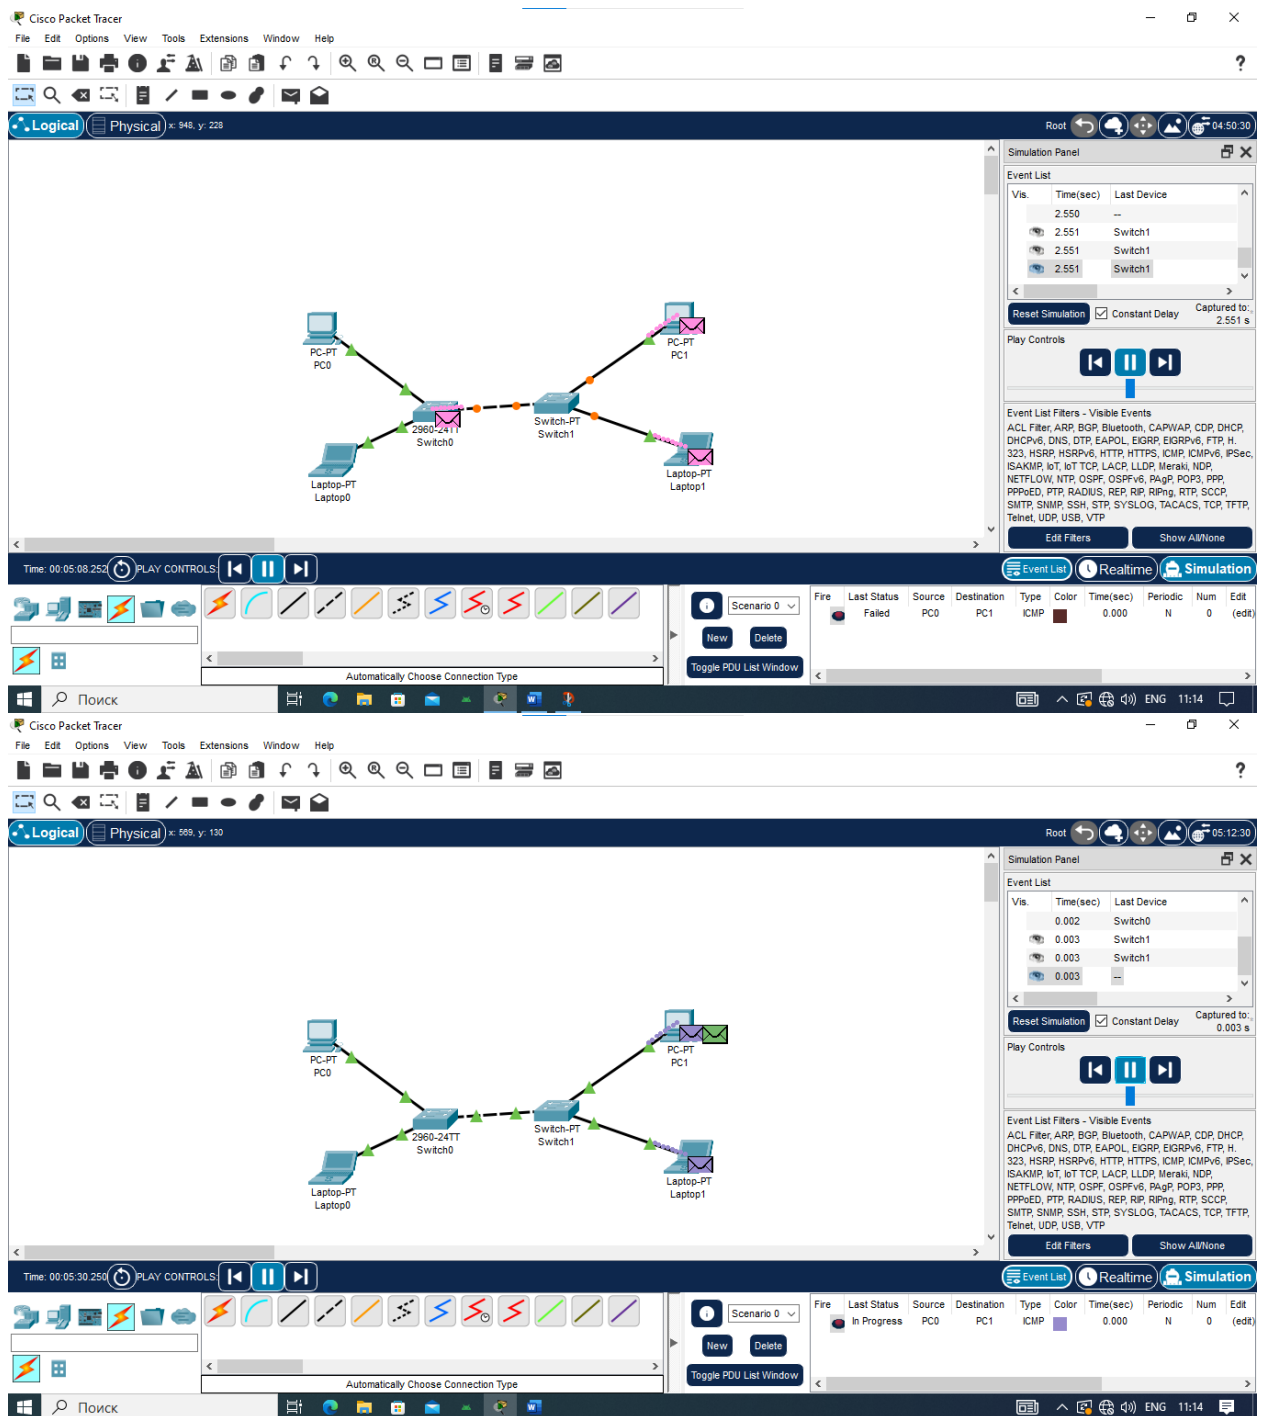 Cisco Packet Tracer
File Edit Options View Tools Extensions Window Help
Logical Physical x: 948, y: 228 Root 04:50:30
Simulation Panel
Event List
Vis. Time(sec) Last Device
2.550 --
2.551 Switch1
2.551 Switch1
2.551 Switch1
Reset Simulation Constant Delay Captured to:
2.551 s
Play Controls
PC-PT
PC0
PC-PT
PC1
2960-24TT
Switch0
Switch-PT
Switch1
Laptop-PT
Laptop0
Laptop-PT
Laptop1
Event List Filters - Visible Events
ACL Filter, ARP, BGP, Bluetooth, CAPWAP, CDP, DHCP,
DHCPv6, DNS, DTP, EAPOL, EIGRP, EIGRPv6, FTP, H.
323, HSRP, HSRPv6, HTTP, HTTPS, ICMP, ICMPv6, IPSec,
ISAKMP, IoT, IoT TCP, LACP, LLDP, Meraki, NDP,
NETFLOW, NTP, OSPF, OSPFv6, PAgP, POP3, PPP,
PPPoED, PTP, RADIUS, REP, RIP, RIPng, RTP, SCCP,
SMTP, SNMP, SSH, STP, SYSLOG, TACACS, TCP, TFTP,
Telnet, UDP, USB, VTP
Edit Filters Show All/None
Time: 00:05:08.252 PLAY CONTROLS: Event List Realtime Simulation
Scenario 0
New Delete
Toggle PDU List Window
Fire Last Status Source Destination Type Color Time(sec) Periodic Num Edit
Failed PC0 PC1 ICMP 0.000 N 0 (edit)
Automatically Choose Connection Type
Поиск ENG 11:14
Cisco Packet Tracer
File Edit Options View Tools Extensions Window Help
Logical Physical x: 569, y: 130 Root 05:12:30
Simulation Panel
Event List
Vis. Time(sec) Last Device
0.002 Switch0
0.003 Switch1
0.003 Switch1
0.003 --
Reset Simulation Constant Delay Captured to:
0.003 s
Play Controls
PC-PT
PC0
PC-PT
PC1
2960-24TT
Switch0
Switch-PT
Switch1
Laptop-PT
Laptop0
Laptop-PT
Laptop1
Event List Filters - Visible Events
ACL Filter, ARP, BGP, Bluetooth, CAPWAP, CDP, DHCP,
DHCPv6, DNS, DTP, EAPOL, EIGRP, EIGRPv6, FTP, H.
323, HSRP, HSRPv6, HTTP, HTTPS, ICMP, ICMPv6, IPSec,
ISAKMP, IoT, IoT TCP, LACP, LLDP, Meraki, NDP,
NETFLOW, NTP, OSPF, OSPFv6, PAgP, POP3, PPP,
PPPoED, PTP, RADIUS, REP, RIP, RIPng, RTP, SCCP,
SMTP, SNMP, SSH, STP, SYSLOG, TACACS, TCP, TFTP,
Telnet, UDP, USB, VTP
Edit Filters Show All/None
Time: 00:05:30.250 PLAY CONTROLS: Event List Realtime Simulation
Scenario 0
New Delete
Toggle PDU List Window
Fire Last Status Source Destination Type Color Time(sec) Periodic Num Edit
In Progress PC0 PC1 ICMP 0.000 N 0 (edit)
Automatically Choose Connection Type
Поиск ENG 11:14